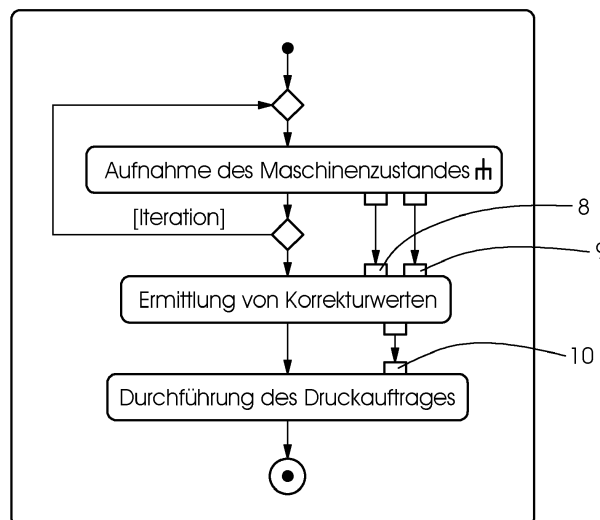 Aufnahme des Maschinenzustandes
[Iteration]
8
9
Ermittlung von Korrekturwerten
10
Durchführung des Druckauftrages